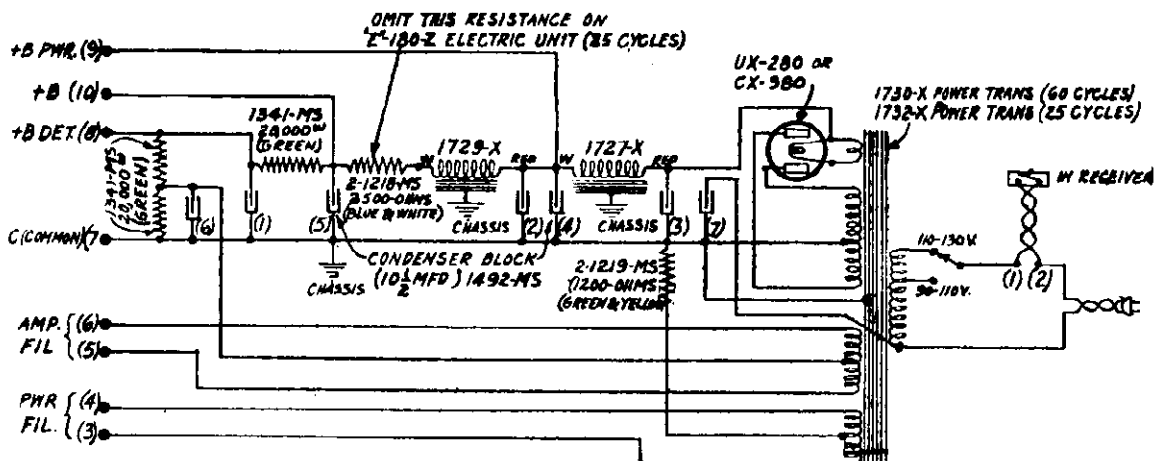 OMIT THIS RESISTANCE ON
"Z"-180-Z ELECTRIC UNIT (25 CYCLES)
+B PWR. (9)
+B (10)
+B DET. (8)
C (COMMON) (7
1341-MS
20,000 ω
(GREEN)
1341-MS
20,000 ω
(GREEN)
W
1729-X
RED
W
1727-X
RED
UX-280 OR
CX-380
1730-X POWER TRANS (60 CYCLES)
1732-X POWER TRANS (25 CYCLES)
2-1218-MS
2500-OHMS
(BLUE & WHITE)
(6)
(1)
(5)
CHASSIS
(2)
(4)
CHASSIS
(3)
(7)
CONDENSER BLOCK
(10½ MFD) 1492-MS
CHASSIS
2-1219-MS
(1200-OHMS
(GREEN & YELLOW)
IN RECEIVER
110-130V.
90-110V.
(1) (2)
AMP. FIL { (6)
(5)
PWR FIL. { (4)
(3)